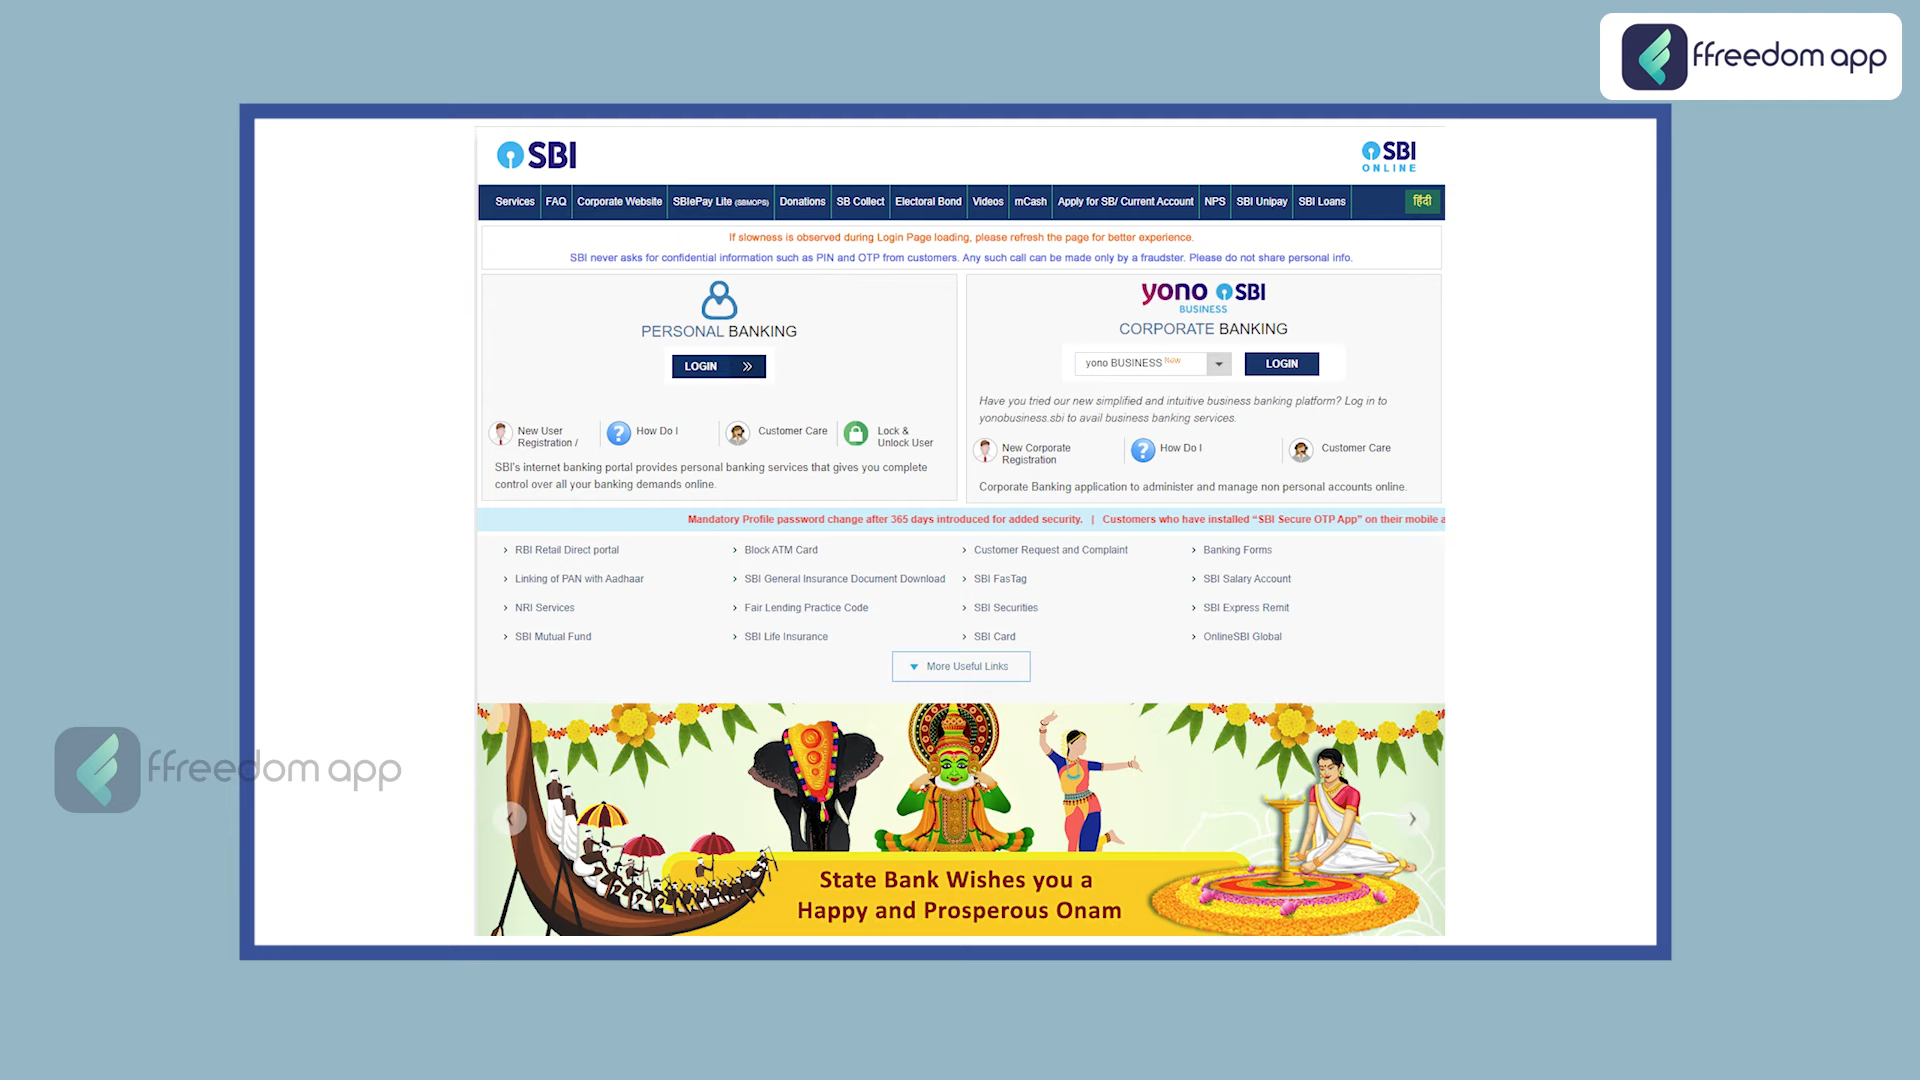 ffreedom app
SBI
SBI
ONLINE
Services FAQ Corporate Website SBIePay Lite (SBMOPS) Donations SB Collect Electoral Bond Videos mCash Apply for SB/ Current Account NPS SBI Unipay SBI Loans हिंदी
If slowness is observed during Login Page loading, please refresh the page for better experience.
SBI never asks for confidential information such as PIN and OTP from customers. Any such call can be made only by a fraudster. Please do not share personal info.
PERSONAL BANKING
LOGIN
New User
Registration /
How Do I
Customer Care
Lock &
Unlock User
SBI's internet banking portal provides personal banking services that gives you complete
control over all your banking demands online.
yono SBI
BUSINESS
CORPORATE BANKING
yono BUSINESS New
LOGIN
Have you tried our new simplified and intuitive business banking platform? Log in to
yonobusiness.sbi to avail business banking services.
New Corporate
Registration
How Do I
Customer Care
Corporate Banking application to administer and manage non personal accounts online.
Mandatory Profile password change after 365 days introduced for added security. | Customers who have installed “SBI Secure OTP App” on their mobile a
RBI Retail Direct portal Block ATM Card Customer Request and Complaint Banking Forms
Linking of PAN with Aadhaar SBI General Insurance Document Download SBI FasTag SBI Salary Account
NRI Services Fair Lending Practice Code SBI Securities SBI Express Remit
SBI Mutual Fund SBI Life Insurance SBI Card OnlineSBI Global
More Useful Links
ffreedom app
State Bank Wishes you a
Happy and Prosperous Onam